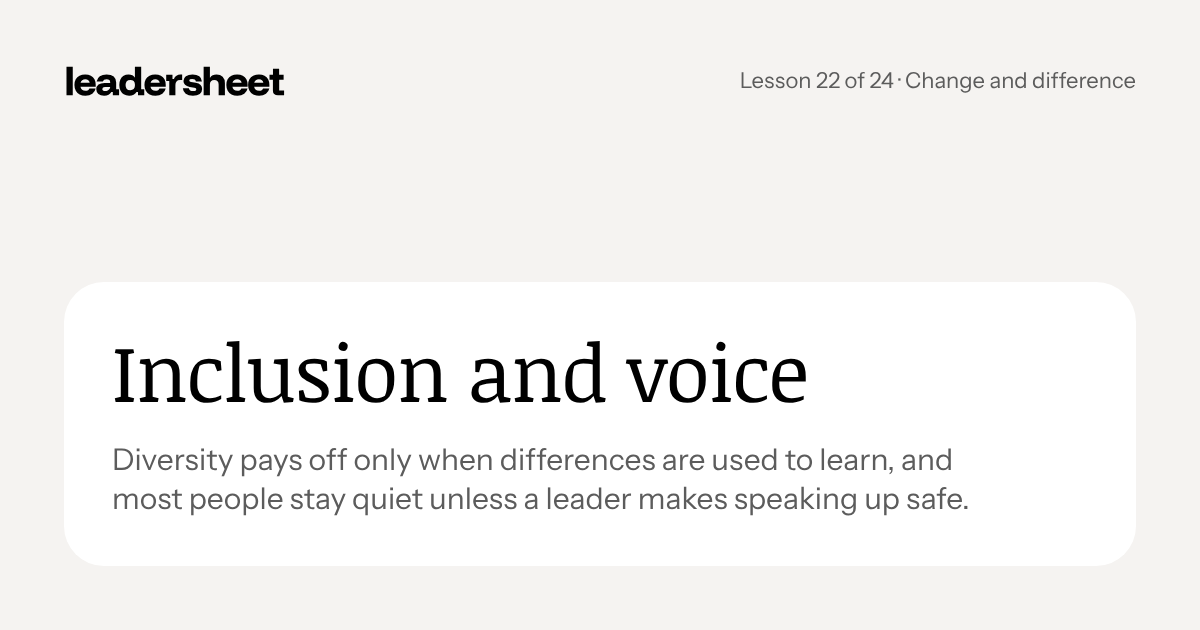 leadersheet
Lesson 22 of 24 · Change and difference
Inclusion and voice
Diversity pays off only when differences are used to learn, and
most people stay quiet unless a leader makes speaking up safe.